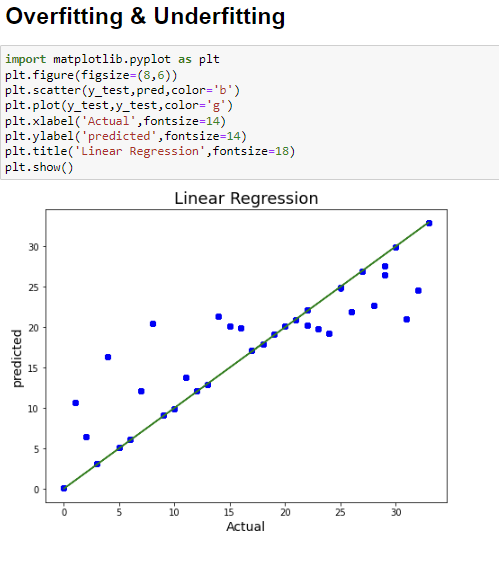 Overfitting & Underfitting
import matplotlib.pyplot as plt
plt.figure(figsize=(8,6))
plt.scatter(y_test,pred,color='b')
plt.plot(y_test,y_test,color='g')
plt.xlabel('Actual',fontsize=14)
plt.ylabel('predicted',fontsize=14)
plt.title('Linear Regression',fontsize=18)
plt.show()
Linear Regression
30
25
20
15
10
5
0
predicted
0 5 10 15 20 25 30
Actual